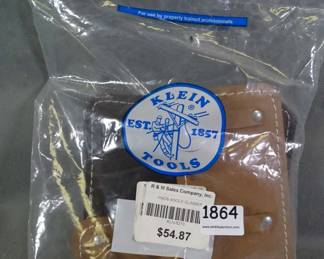 For use by property trained professionals
KLEIN
EST. 1857
TOOLS
R & M Sales Company, Inc.
1864
$54.87